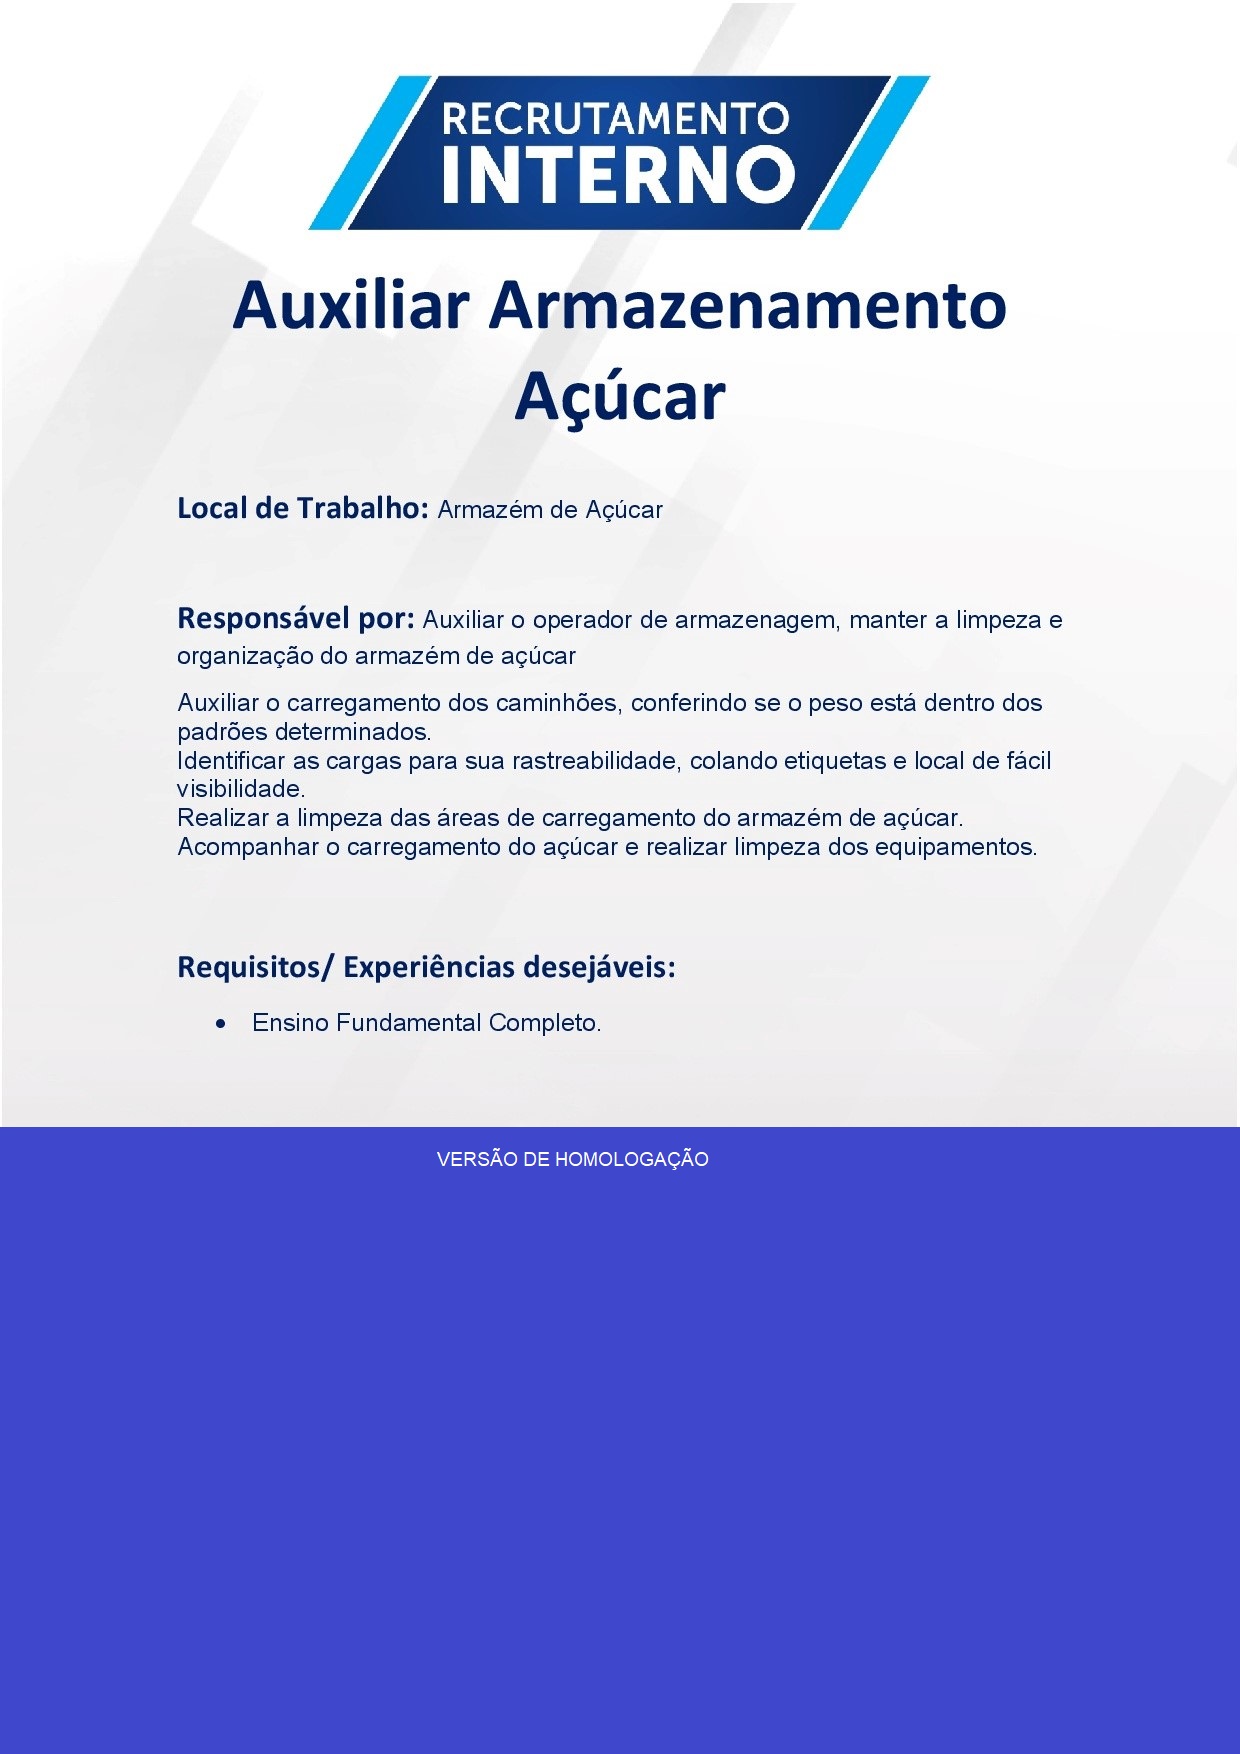 RECRUTAMENTO
INTERNO
Auxiliar Armazenamento
Açúcar
Local de Trabalho: Armazém de Açúcar
Responsável por: Auxiliar o operador de armazenagem, manter a limpeza e
organização do armazém de açúcar
Auxiliar o carregamento dos caminhões, conferindo se o peso está dentro dos
padrões determinados.
Identificar as cargas para sua rastreabilidade, colando etiquetas e local de fácil
visibilidade.
Realizar a limpeza das áreas de carregamento do armazém de açúcar.
Acompanhar o carregamento do açúcar e realizar limpeza dos equipamentos.
Requisitos/ Experiências desejáveis:
• Ensino Fundamental Completo.
VERSÃO DE HOMOLOGAÇÃO